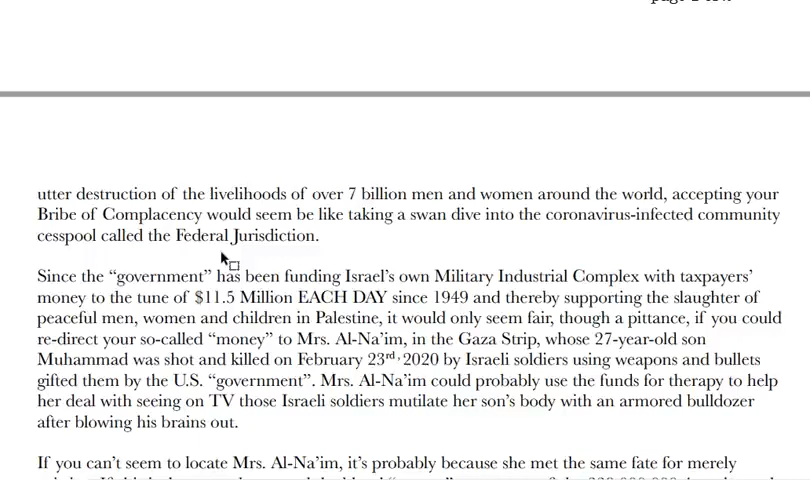 utter destruction of the livelihoods of over 7 billion men and women around the world, accepting your
Bribe of Complacency would seem be like taking a swan dive into the coronavirus-infected community
cesspool called the Federal Jurisdiction.
Since the “government” has been funding Israel’s own Military Industrial Complex with taxpayers’
money to the tune of $11.5 Million EACH DAY since 1949 and thereby supporting the slaughter of
peaceful men, women and children in Palestine, it would only seem fair, though a pittance, if you could
re-direct your so-called “money” to Mrs. Al-Na’im, in the Gaza Strip, whose 27-year-old son
Muhammad was shot and killed on February 23rd, 2020 by Israeli soldiers using weapons and bullets
gifted them by the U.S. “government”. Mrs. Al-Na’im could probably use the funds for therapy to help
her deal with seeing on TV those Israeli soldiers mutilate her son’s body with an armored bulldozer
after blowing his brains out.
If you can’t seem to locate Mrs. Al-Na’im, it’s probably because she met the same fate for merely